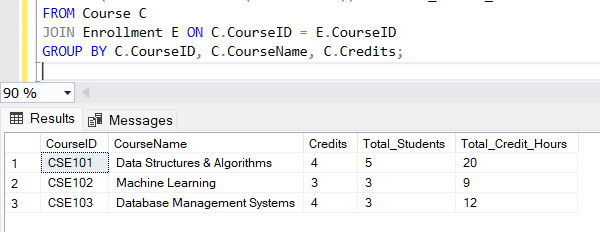 FROM Course C
JOIN Enrollment E ON C.CourseID = E.CourseID
GROUP BY C.CourseID, C.CourseName, C.Credits;
90 %
Results Messages
CourseID CourseName Credits Total_Students Total_Credit_Hours
1 CSE101 Data Structures & Algorithms 4 5 20
2 CSE102 Machine Learning 3 3 9
3 CSE103 Database Management Systems 4 3 12